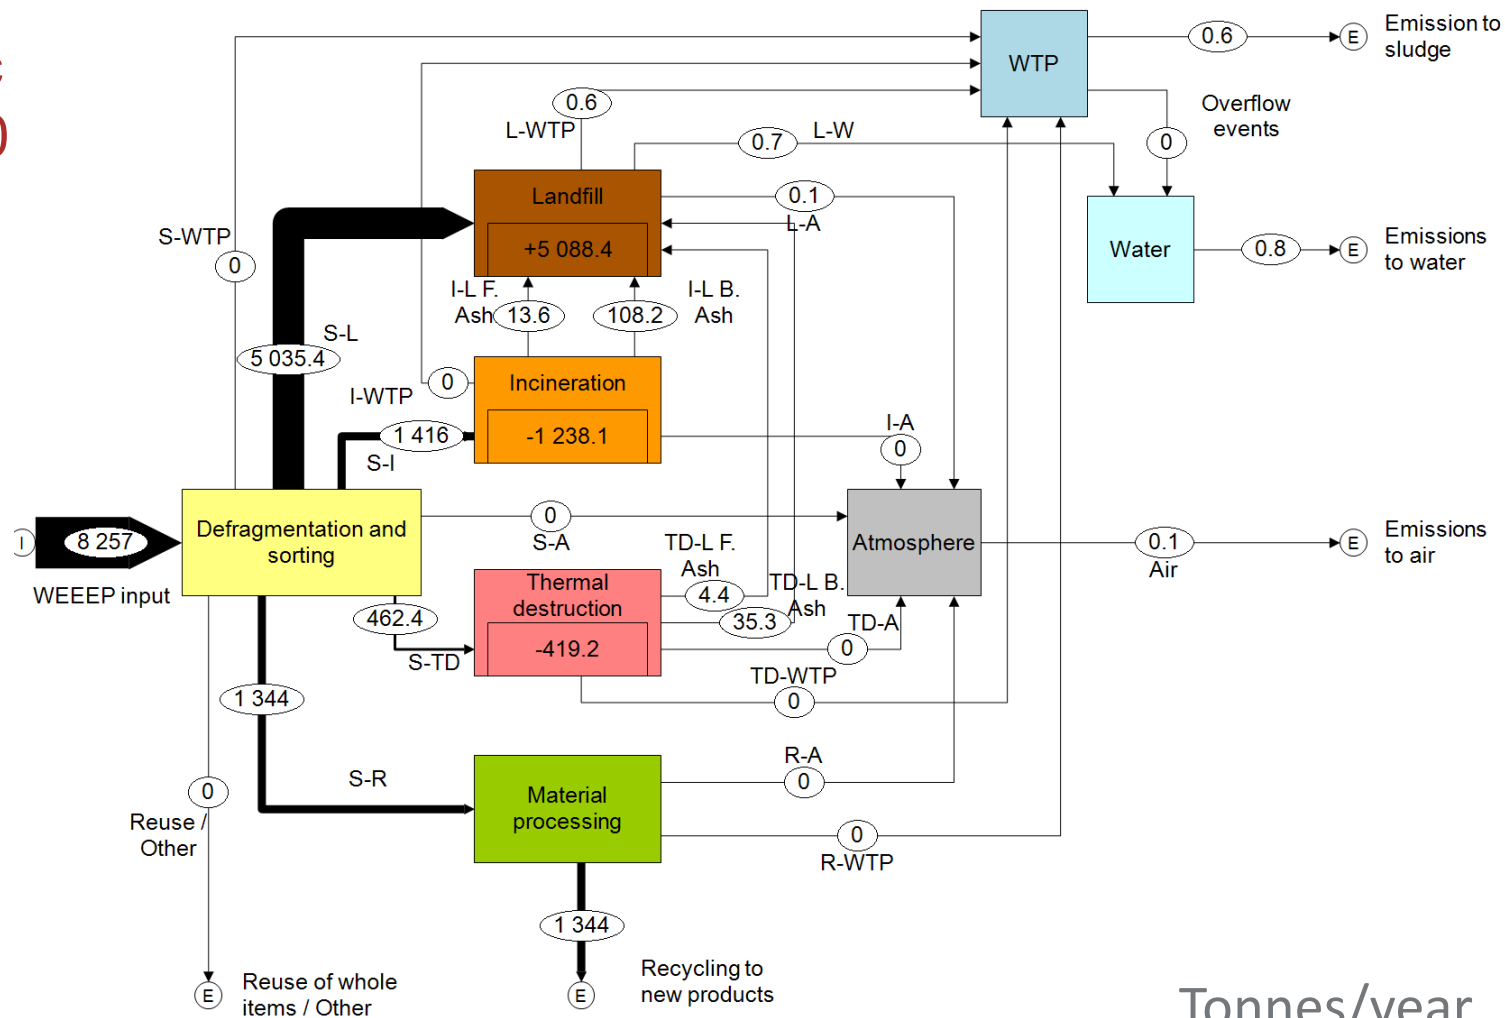 WTP
0.6
E
Emission to
sludge
0.6
L-WTP
Overflow
events
0
0.7
L-W
Landfill
+5 088.4
0.1
L-A
S-WTP
0
Water
0.8
E
Emissions
to water
I-L F.
Ash
13.6
108.2
I-L B.
Ash
S-L
5 035.4
Incineration
-1 238.1
0
I-WTP
1 416
S-I
I-A
0
I
8 257
WEEEP input
Defragmentation and
sorting
0
S-A
Atmosphere
0.1
Air
E
Emissions
to air
TD-L F.
Ash
4.4
TD-L B.
Ash
35.3
Thermal
destruction
-419.2
462.4
S-TD
TD-A
0
TD-WTP
0
1 344
S-R
0
Reuse /
Other
Material
processing
R-A
0
0
R-WTP
1 344
E
Reuse of whole
items / Other
E
Recycling to
new products
Tonnes/year